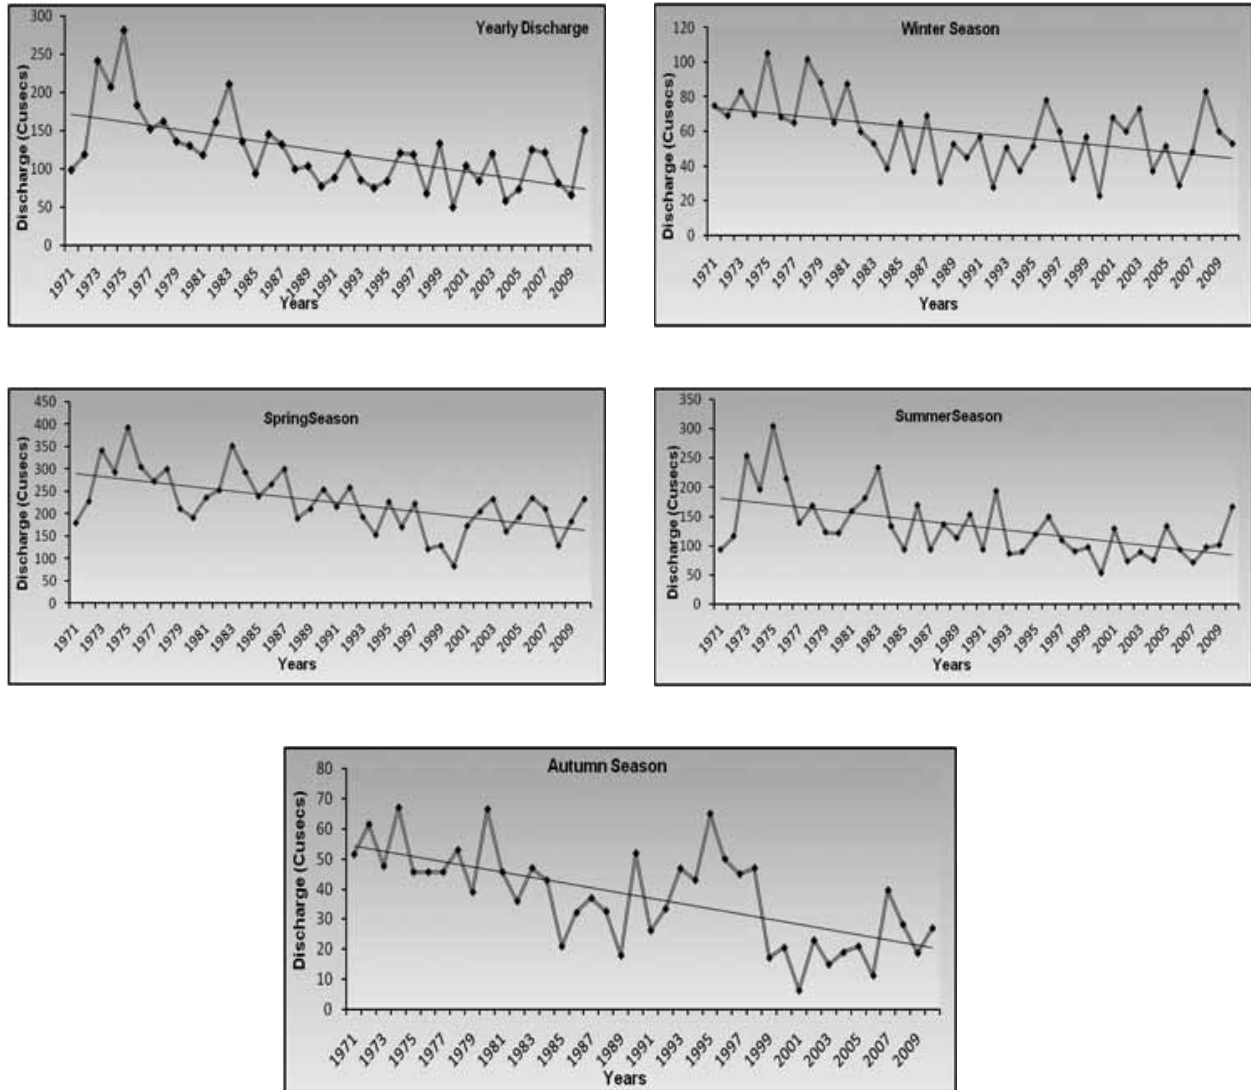 Yearly Discharge
Discharge (Cusecs)
300
250
200
150
100
50
0
1971 1973 1975 1977 1979 1981 1983 1985 1987 1989 1991 1993 1995 1997 1999 2001 2003 2005 2007 2009
Years
Winter Season
Discharge (Cusecs)
120
100
80
60
40
20
0
1971 1973 1975 1977 1979 1981 1983 1985 1987 1989 1991 1993 1995 1997 1999 2001 2003 2005 2007 2009
Years
SpringSeason
Discharge (Cusecs)
450
400
350
300
250
200
150
100
50
0
1971 1973 1975 1977 1979 1981 1983 1985 1987 1989 1991 1993 1995 1997 1999 2001 2003 2005 2007 2009
Years
SummerSeason
Discharge (Cusecs)
350
300
250
200
150
100
50
0
1971 1973 1975 1977 1979 1981 1983 1985 1987 1989 1991 1993 1995 1997 1999 2001 2003 2005 2007 2009
Years
Autumn Season
Discharge (Cusecs)
80
70
60
50
40
30
20
10
0
1971 1973 1975 1977 1979 1981 1983 1985 1987 1989 1991 1993 1995 1997 1999 2001 2003 2005 2007 2009
Years